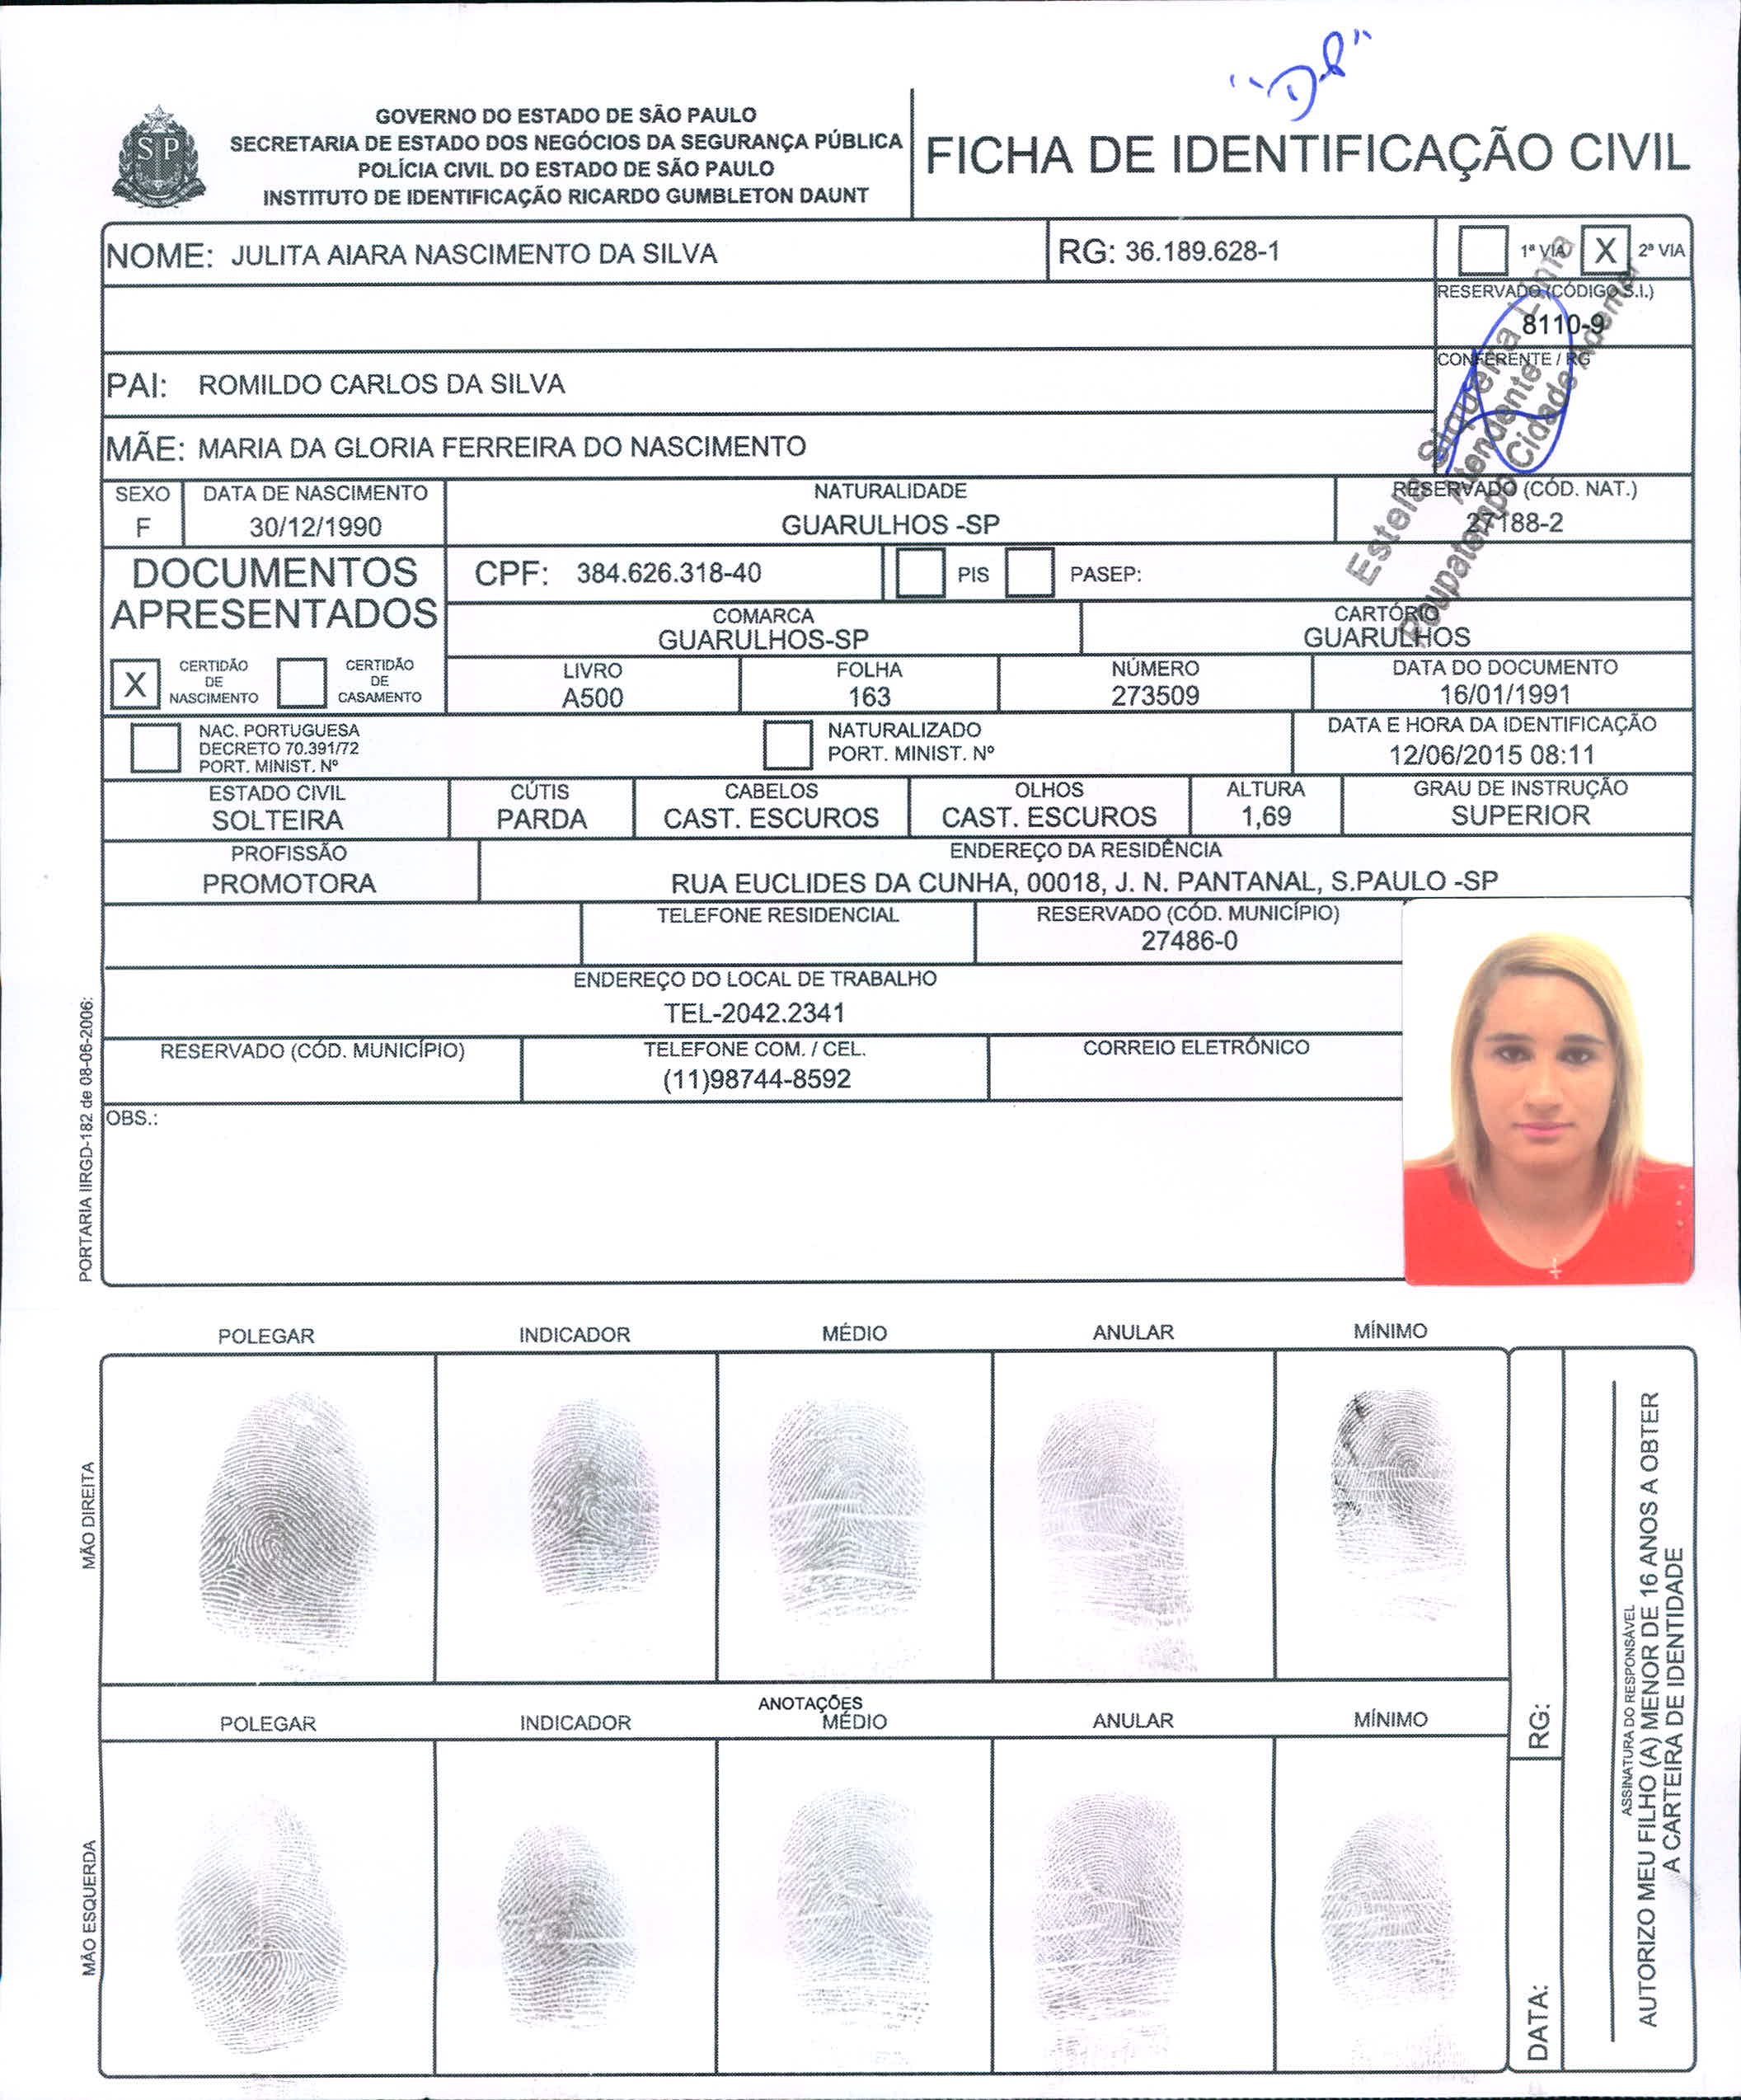 "D-8"
GOVERNO DO ESTADO DE SÃO PAULO
SECRETARIA DE ESTADO DOS NEGÓCIOS DA SEGURANÇA PÚBLICA
POLÍCIA CIVIL DO ESTADO DE SÃO PAULO
INSTITUTO DE IDENTIFICAÇÃO RICARDO GUMBLETON DAUNT
SP
FICHA DE IDENTIFICAÇÃO CIVIL
NOME: JULITA AIARA NASCIMENTO DA SILVA
RG: 36.189.628-1
1ª VIA X 2ª VIA
RESERVADO (CÓDIGO S.I.)
8110-9
CONFERENTE / RG
PAI: ROMILDO CARLOS DA SILVA
MÃE: MARIA DA GLORIA FERREIRA DO NASCIMENTO
Estela Siqueira Lima
Atendente
Poupatempo Cidade Ademar
SEXO
F
DATA DE NASCIMENTO
30/12/1990
NATURALIDADE
GUARULHOS -SP
RESERVADO (CÓD. NAT.)
27188-2
DOCUMENTOS
APRESENTADOS
CPF: 384.626.318-40
PIS
PASEP:
COMARCA
GUARULHOS-SP
CARTÓRIO
GUARULHOS
X CERTIDÃO
DE
NASCIMENTO
CERTIDÃO
DE
CASAMENTO
LIVRO
A500
FOLHA
163
NÚMERO
273509
DATA DO DOCUMENTO
16/01/1991
NAC. PORTUGUESA
DECRETO 70.391/72
PORT. MINIST. Nº
NATURALIZADO
PORT. MINIST. Nº
DATA E HORA DA IDENTIFICAÇÃO
12/06/2015 08:11
ESTADO CIVIL
SOLTEIRA
CÚTIS
PARDA
CABELOS
CAST. ESCUROS
OLHOS
CAST. ESCUROS
ALTURA
1,69
GRAU DE INSTRUÇÃO
SUPERIOR
PROFISSÃO
PROMOTORA
ENDEREÇO DA RESIDÊNCIA
RUA EUCLIDES DA CUNHA, 00018, J. N. PANTANAL, S.PAULO -SP
TELEFONE RESIDENCIAL
RESERVADO (CÓD. MUNICÍPIO)
27486-0
ENDEREÇO DO LOCAL DE TRABALHO
TEL-2042.2341
RESERVADO (CÓD. MUNICÍPIO)
TELEFONE COM. / CEL.
(11)98744-8592
CORREIO ELETRÔNICO
OBS.:
PORTARIA IIRGD-182 de 08-06-2006:
POLEGAR INDICADOR MÉDIO ANULAR MÍNIMO
MÃO DIREITA
ANOTAÇÕES
POLEGAR INDICADOR MÉDIO ANULAR MÍNIMO
MÃO ESQUERDA
RG:
DATA:
ASSINATURA DO RESPONSÁVEL
AUTORIZO MEU FILHO (A) MENOR DE 16 ANOS A OBTER
A CARTEIRA DE IDENTIDADE